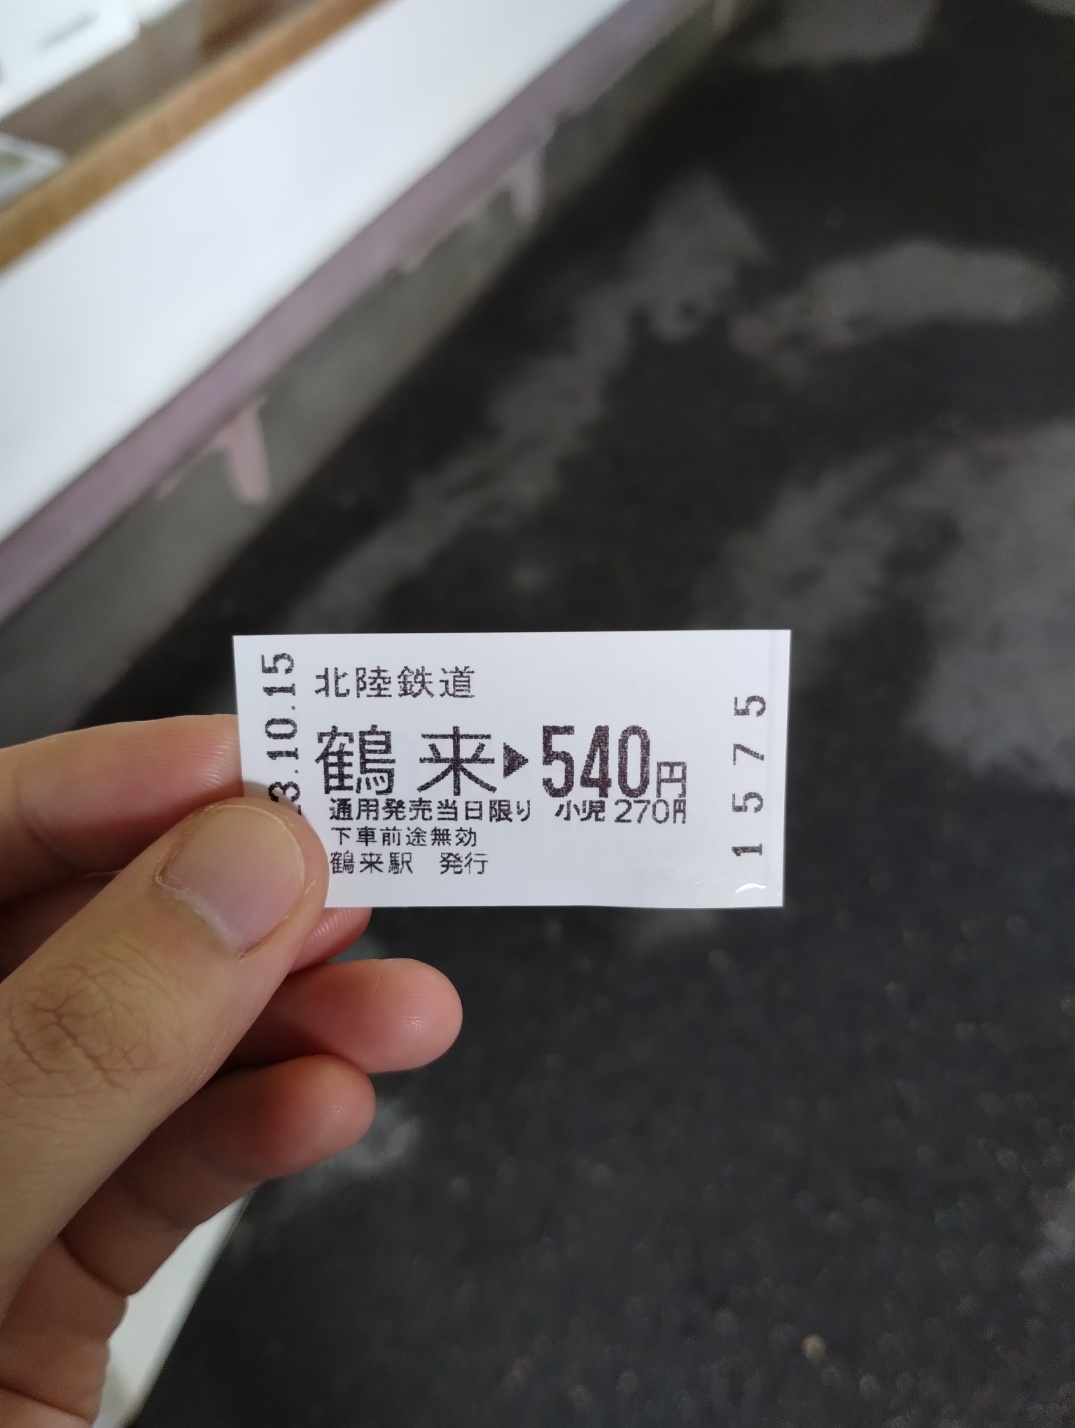 北陸鉄道
鶴来▶540円
通用発売当日限り 小児270円
下車前途無効
鶴来駅 発行
23.10.15
1575